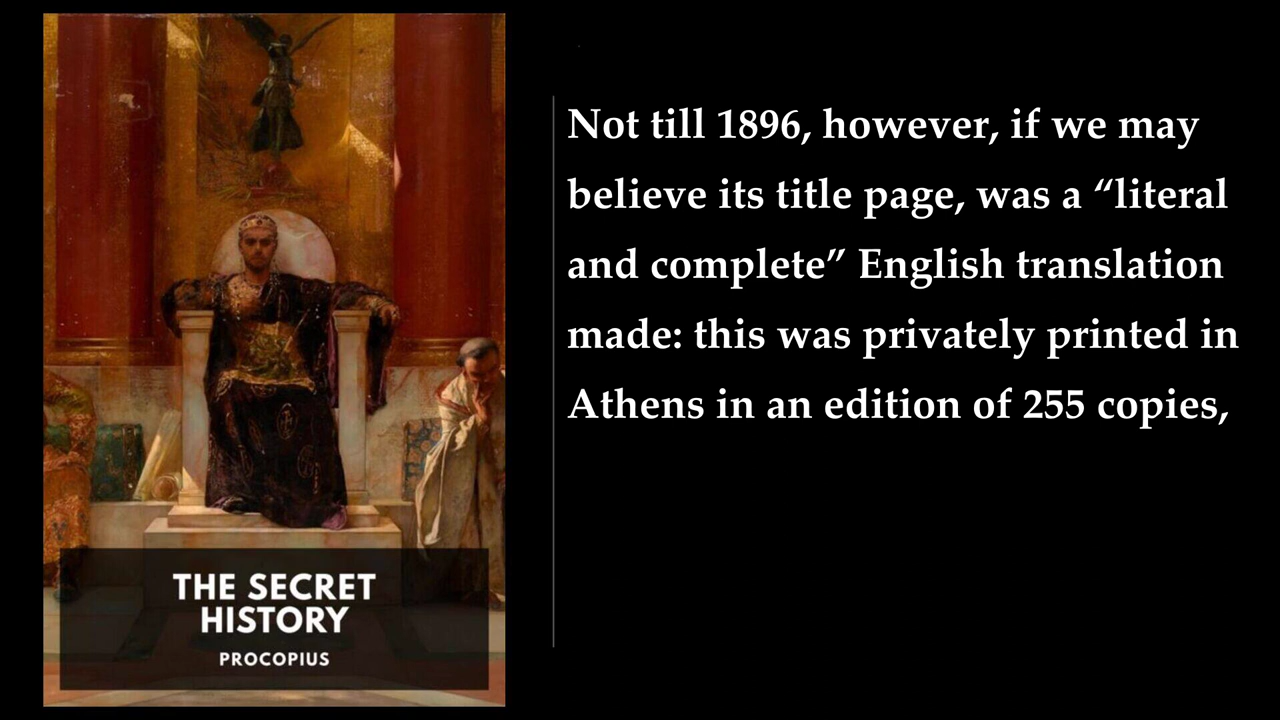 THE SECRET
HISTORY
PROCOPIUS
Not till 1896, however, if we may
believe its title page, was a “literal
and complete” English translation
made: this was privately printed in
Athens in an edition of 255 copies,